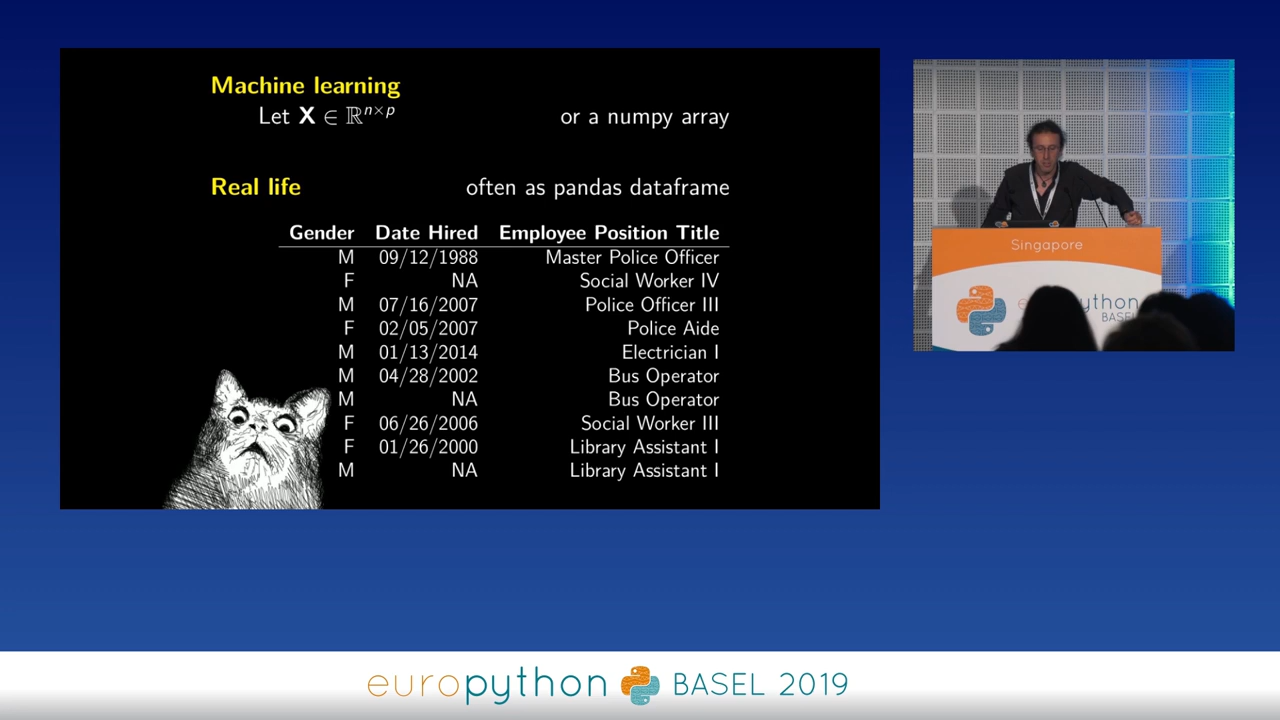 Machine learning
Let X ∈ ℝⁿˣᵖ or a numpy array
Real life often as pandas dataframe
Gender Date Hired Employee Position Title
M 09/12/1988 Master Police Officer
F NA Social Worker IV
M 07/16/2007 Police Officer III
F 02/05/2007 Police Aide
M 01/13/2014 Electrician I
M 04/28/2002 Bus Operator
M NA Bus Operator
F 06/26/2006 Social Worker III
F 01/26/2000 Library Assistant I
M NA Library Assistant I
Singapore
python
BASEL
europython BASEL 2019